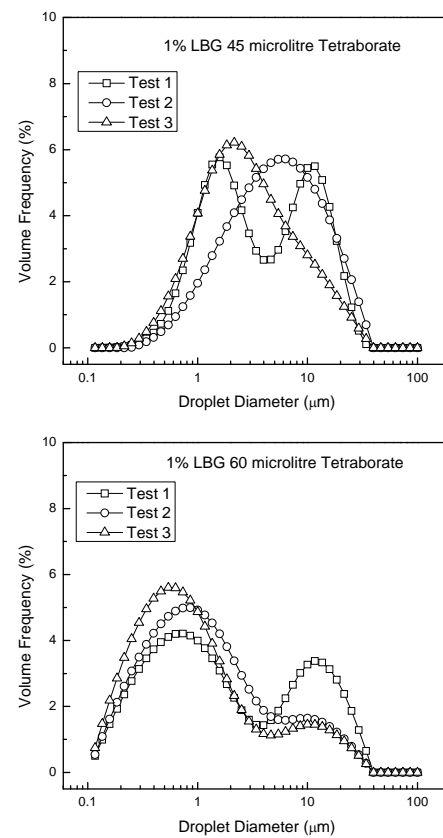 1% LBG 45 microlitre Tetraborate
Test 1
Test 2
Test 3
Volume Frequency (%)
10
8
6
4
2
0
0.1 1 10 100
Droplet Diameter (μm)
1% LBG 60 microlitre Tetraborate
Test 1
Test 2
Test 3
Volume Frequency (%)
10
8
6
4
2
0
0.1 1 10 100
Droplet Diameter (μm)